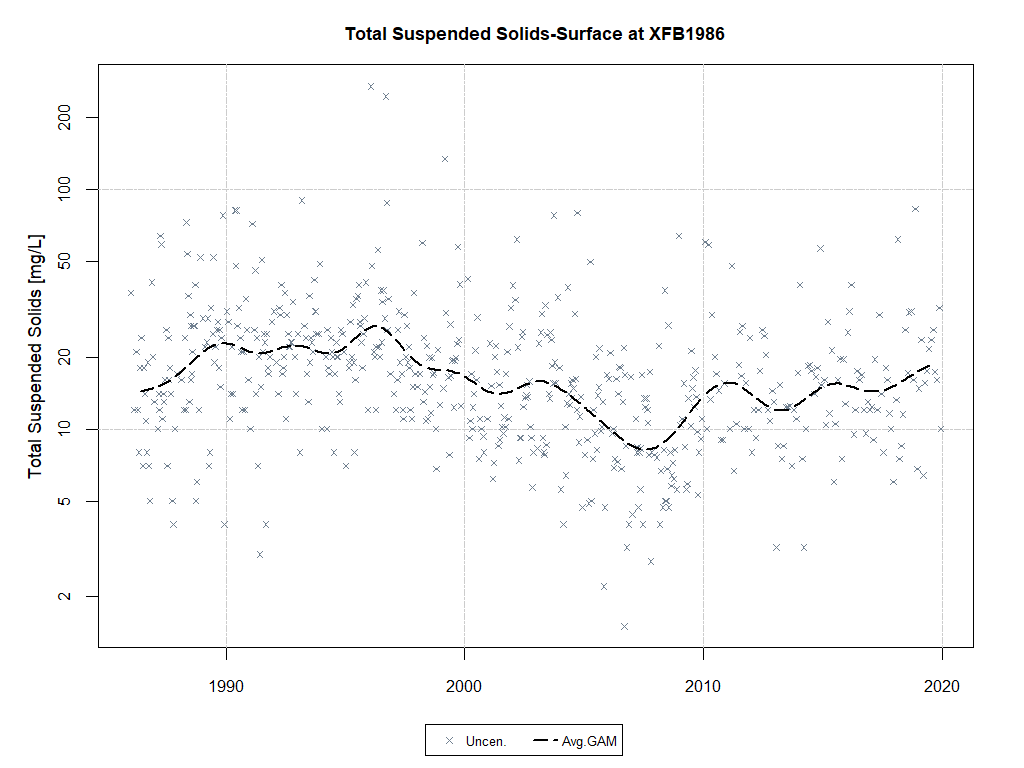 Total Suspended Solids-Surface at XFB1986
Total Suspended Solids [mg/L]
200
100
50
20
10
5
2
1990 2000 2010 2020
Uncen. Avg.GAM